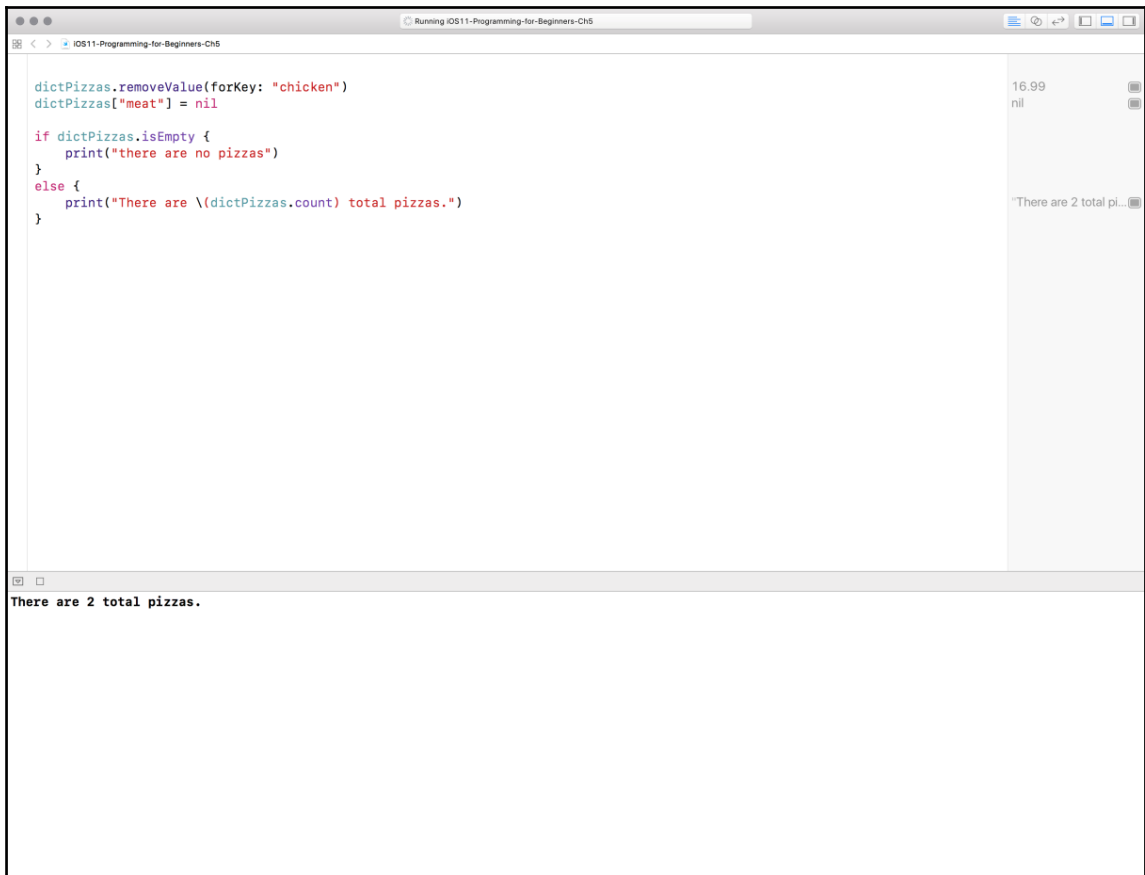 Running iOS11-Programming-for-Beginners-Ch5
iOS11-Programming-for-Beginners-Ch5
dictPizzas.removeValue(forKey: "chicken")
16.99
dictPizzas["meat"] = nil
nil
if dictPizzas.isEmpty {
print("there are no pizzas")
}
else {
print("There are \(dictPizzas.count) total pizzas.")
"There are 2 total pi...
}
There are 2 total pizzas.